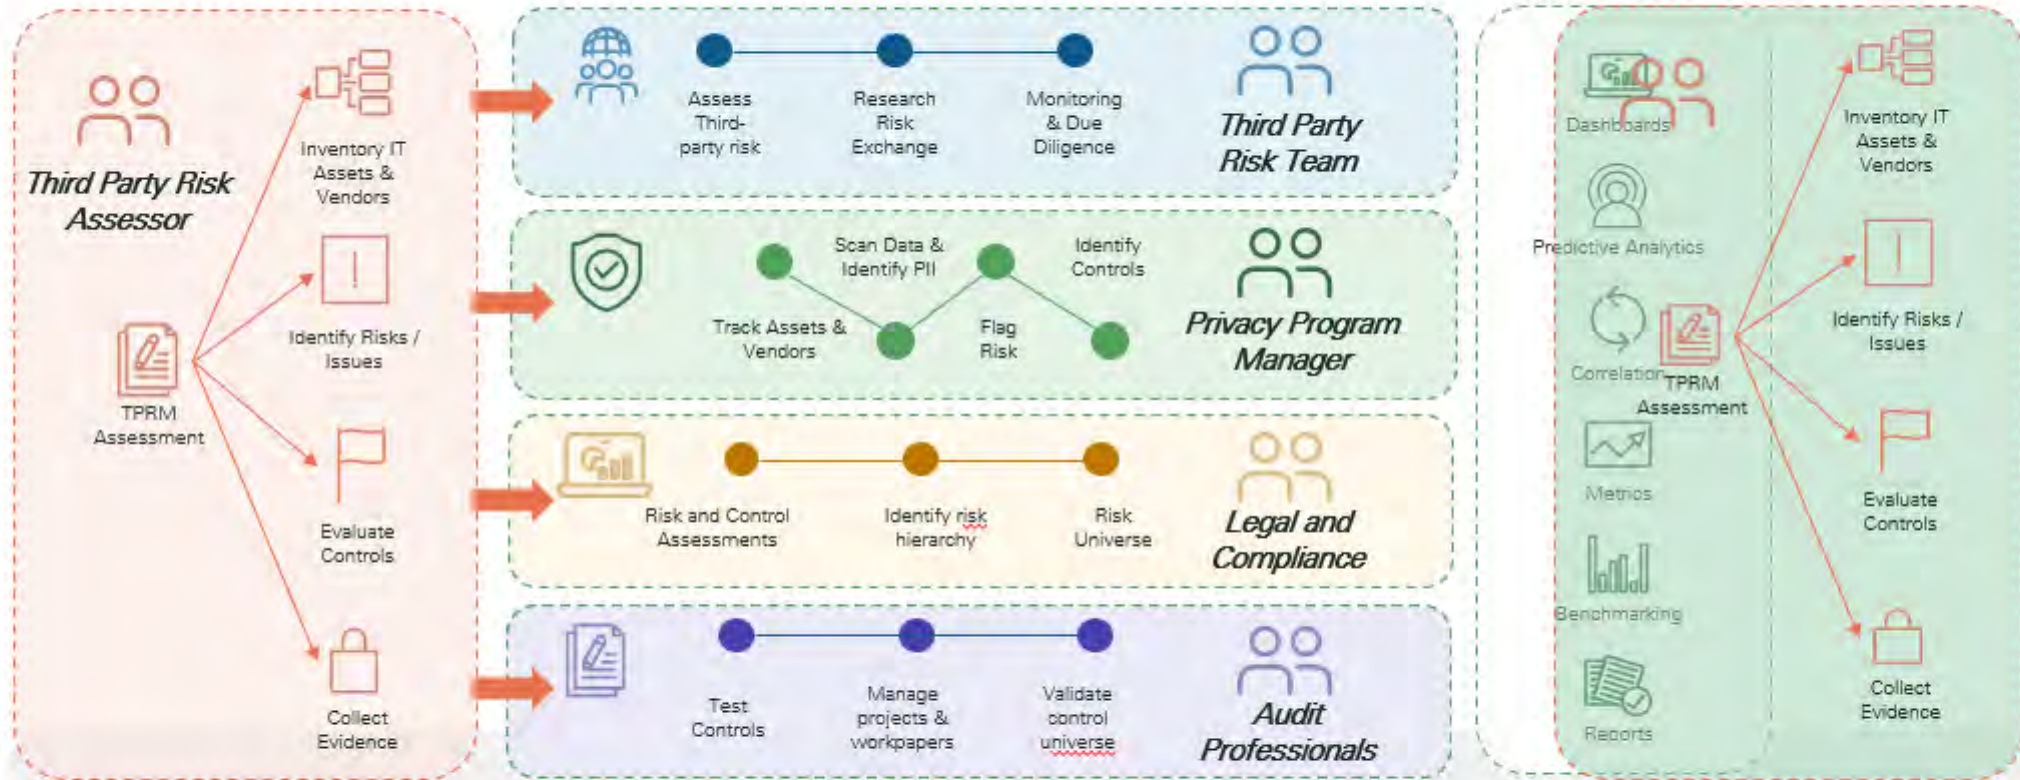 Third Party Risk
Assessor
TPRM
Assessment
Inventory IT
Assets &
Vendors
Identify Risks /
Issues
Evaluate
Controls
Collect
Evidence
Assess
Third-
party risk
Research
Risk
Exchange
Monitoring
& Due
Diligence
Third Party
Risk Team
Track Assets &
Vendors
Scan Data &
Identify PII
Flag
Risk
Identify
Controls
Privacy Program
Manager
Risk and Control
Assessments
Identify risk
hierarchy
Risk
Universe
Legal and
Compliance
Test
Controls
Manage
projects &
workpapers
Validate
control
universe
Audit
Professionals
Dashboards
Predictive Analytics
Correlation
Metrics
Benchmarking
Reports
TPRM
Assessment
Inventory IT
Assets &
Vendors
Identify Risks /
Issues
Evaluate
Controls
Collect
Evidence